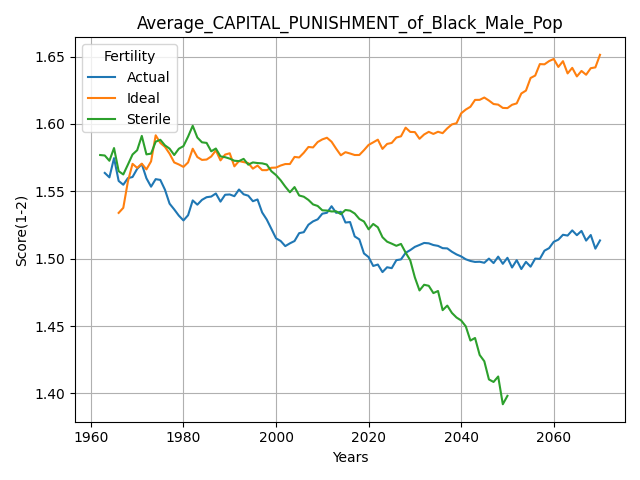 Average_CAPITAL_PUNISHMENT_of_Black_Male_Pop
Score(1-2)
1.65
1.60
1.55
1.50
1.45
1.40
Fertility
Actual
Ideal
Sterile
1960 1980 2000 2020 2040 2060
Years